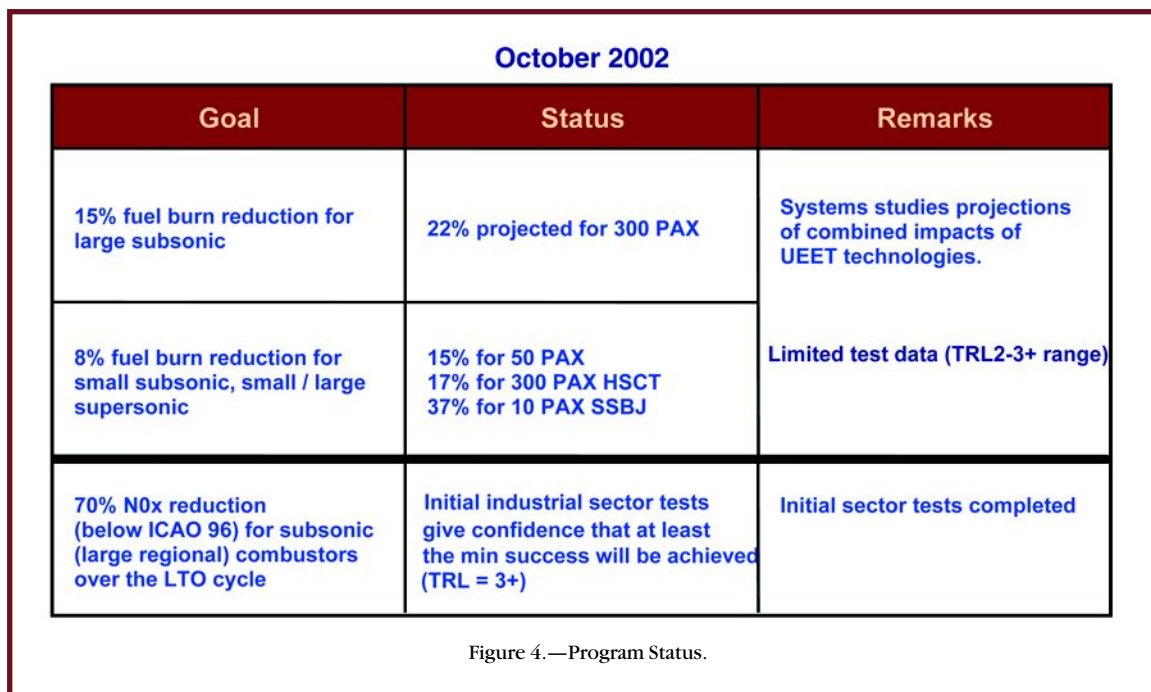 October 2002
Goal
Status
Remarks
15% fuel burn reduction for
large subsonic
22% projected for 300 PAX
Systems studies projections
of combined impacts of
UEET technologies.
8% fuel burn reduction for
small subsonic, small / large
supersonic
15% for 50 PAX
17% for 300 PAX HSCT
37% for 10 PAX SSBJ
Limited test data (TRL2-3+ range)
70% N0x reduction
(below ICAO 96) for subsonic
(large regional) combustors
over the LTO cycle
Initial industrial sector tests
give confidence that at least
the min success will be achieved
(TRL = 3+)
Initial sector tests completed
Figure 4.—Program Status.